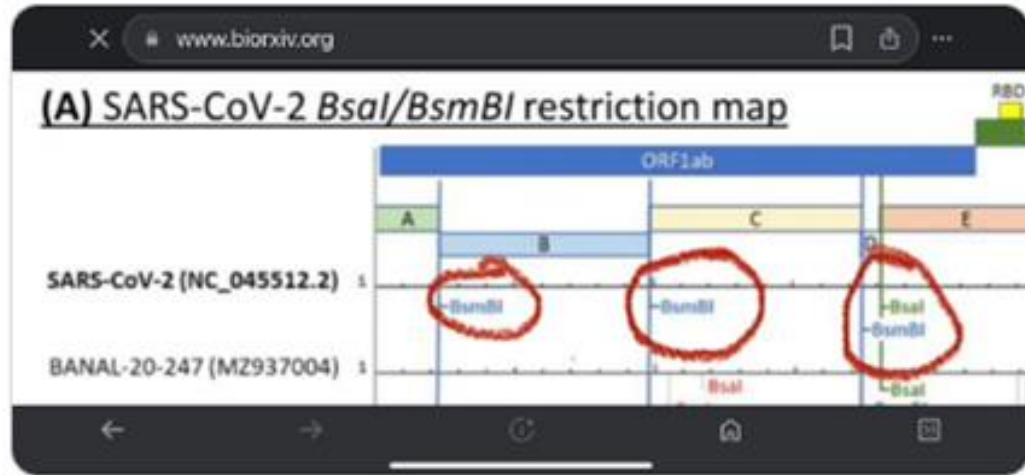 www.biorxiv.org
(A) SARS-CoV-2 BsaI/BsmBI restriction map
RBD
ORF1ab
A
C
E
B
D
SARS-CoV-2 (NC_045512.2) 1
BsmBI
BsmBI
BsaI
BsmBI
BANAL-20-247 (MZ937004) 1
BsaI
BsaI